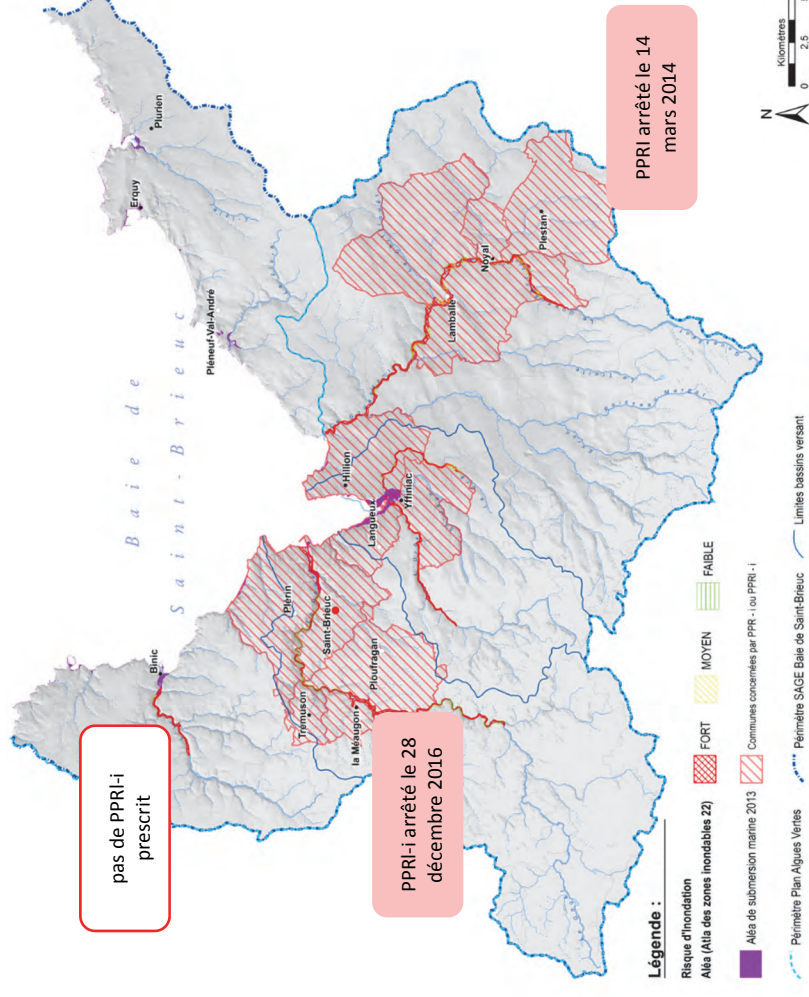 Baie de
Saint-Brieuc
Plurien
Erquy
Pléneuf-Val-André
Binic
Plérin
Saint-Brieuc
Trémuson
Ploufragan
la Méaugon
Langueux
Hillion
Yffiniac
Lamballe
Noyal
Plestan
pas de PPRI-i
prescrit
PPRI-i arrêté le 28
décembre 2016
PPRI arrêté le 14
mars 2014
N
Kilomètres
0 2.5
Légende :
Risque d'Inondation
Aléa (Atla des zones inondables 22)
FORT
MOYEN
FAIBLE
Aléa de submersion marine 2013
Communes concernées par PPR - i ou PPRI - i
Périmètre Plan Algues Vertes
Périmètre SAGE Baie de Saint-Brieuc
Limites bassins versant